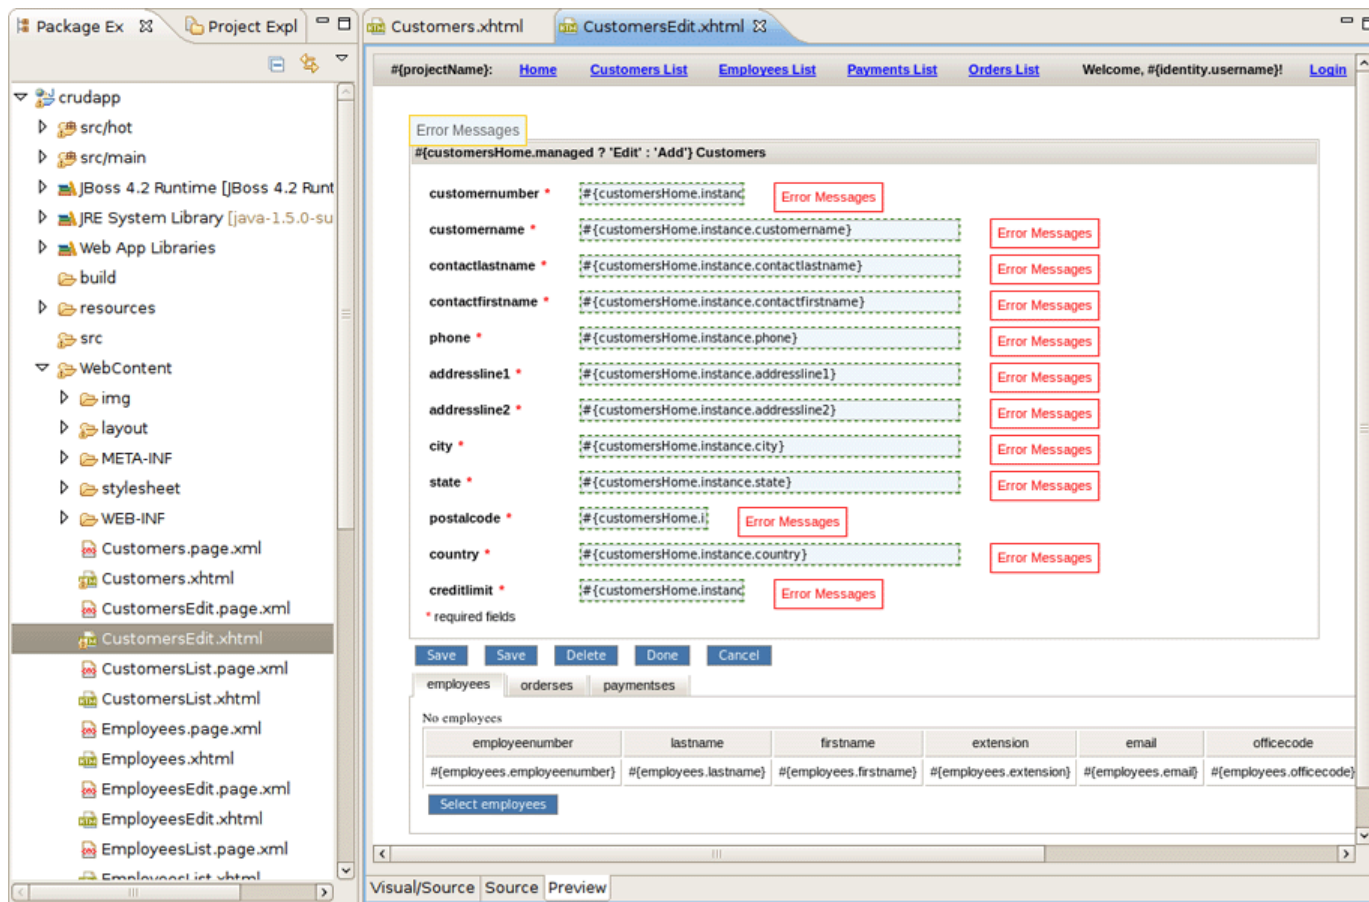 Package Ex
Project Expl
crudapp
src/hot
src/main
JBoss 4.2 Runtime [JBoss 4.2 Runt
JRE System Library [java-1.5.0-su
Web App Libraries
build
resources
src
WebContent
img
layout
META-INF
stylesheet
WEB-INF
Customers.page.xml
Customers.xhtml
CustomersEdit.page.xml
CustomersEdit.xhtml
CustomersList.page.xml
CustomersList.xhtml
Employees.page.xml
Employees.xhtml
EmployeesEdit.page.xml
EmployeesEdit.xhtml
EmployeesList.page.xml
EmployeesList.xhtml
Customers.xhtml CustomersEdit.xhtml
#{projectName}: Home Customers List Employees List Payments List Orders List Welcome, #{identity.username}! Login
Error Messages
#{customersHome.managed ? 'Edit' : 'Add'} Customers
customernumber * #{customersHome.instanc Error Messages
customername * #{customersHome.instance.customername} Error Messages
contactlastname * #{customersHome.instance.contactlastname} Error Messages
contactfirstname * #{customersHome.instance.contactfirstname} Error Messages
phone * #{customersHome.instance.phone} Error Messages
addressline1 * #{customersHome.instance.addressline1} Error Messages
addressline2 * #{customersHome.instance.addressline2} Error Messages
city * #{customersHome.instance.city} Error Messages
state * #{customersHome.instance.state} Error Messages
postalcode * #{customersHome.i Error Messages
country * #{customersHome.instance.country} Error Messages
creditlimit * #{customersHome.instanc Error Messages
* required fields
Save Save Delete Done Cancel
employees orderses paymentses
No employees
employeenumber lastname firstname extension email officecode
#{employees.employeenumber} #{employees.lastname} #{employees.firstname} #{employees.extension} #{employees.email} #{employees.officecode}
Select employees
Visual/Source Source Preview